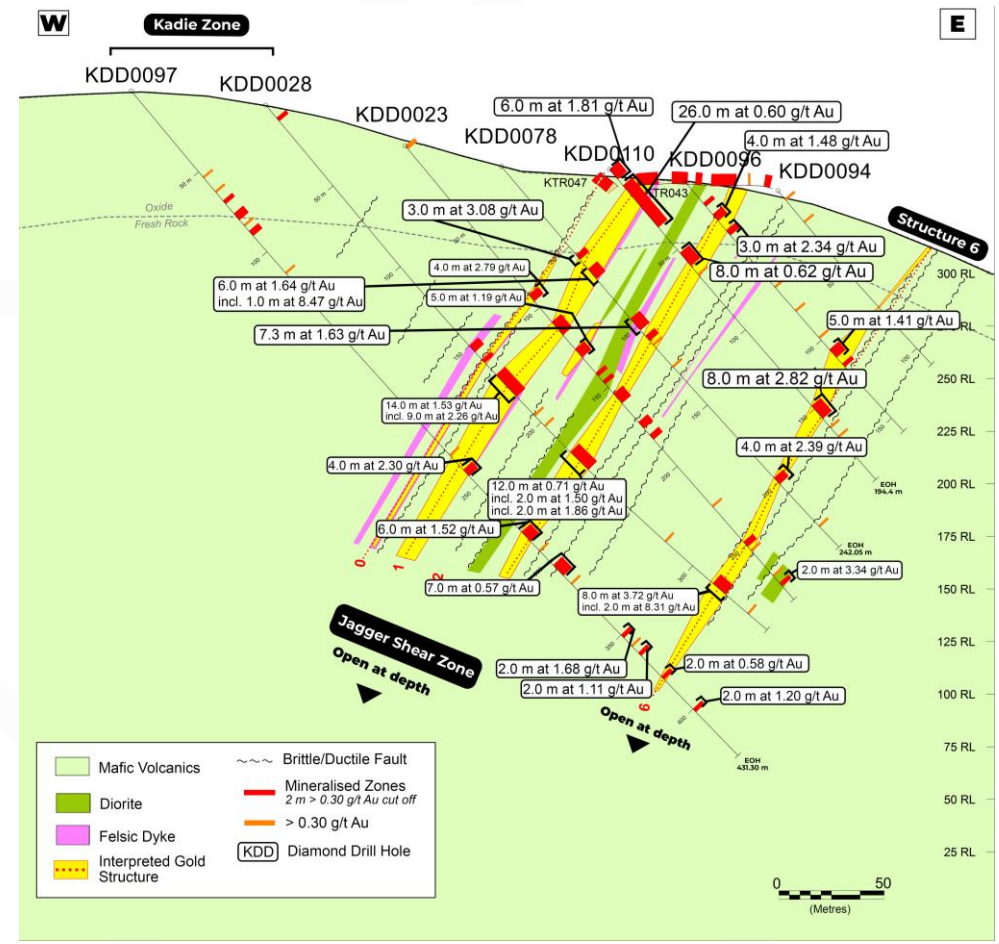 W
Kadie Zone
E
KDD0097
KDD0028
KDD0023
KDD0078
KDD0110
KDD0096
KDD0094
6.0 m at 1.81 g/t Au
26.0 m at 0.60 g/t Au
4.0 m at 1.48 g/t Au
KTR047
KTR043
3.0 m at 3.08 g/t Au
Oxide
Fresh Rock
Structure 6
3.0 m at 2.34 g/t Au
4.0 m at 2.79 g/t Au
8.0 m at 0.62 g/t Au
6.0 m at 1.64 g/t Au
incl. 1.0 m at 8.47 g/t Au
5.0 m at 1.19 g/t Au
7.3 m at 1.63 g/t Au
5.0 m at 1.41 g/t Au
8.0 m at 2.82 g/t Au
14.0 m at 1.53 g/t Au
incl. 9.0 m at 2.26 g/t Au
4.0 m at 2.39 g/t Au
4.0 m at 2.30 g/t Au
12.0 m at 0.71 g/t Au
incl. 2.0 m at 1.50 g/t Au
incl. 2.0 m at 1.86 g/t Au
6.0 m at 1.52 g/t Au
2.0 m at 3.34 g/t Au
7.0 m at 0.57 g/t Au
8.0 m at 3.72 g/t Au
incl. 2.0 m at 8.31 g/t Au
2.0 m at 1.68 g/t Au
2.0 m at 1.11 g/t Au
2.0 m at 0.58 g/t Au
2.0 m at 1.20 g/t Au
0
1
2
6
Jagger Shear Zone
Open at depth
Open at depth
EOH
194.4 m
EOH
242.05 m
EOH
431.30 m
300 RL
250 RL
225 RL
200 RL
175 RL
150 RL
125 RL
100 RL
75 RL
50 RL
25 RL
Mafic Volcanics
Diorite
Felsic Dyke
Interpreted Gold
Structure
Brittle/Ductile Fault
Mineralised Zones
2 m > 0.30 g/t Au cut off
> 0.30 g/t Au
KDD
Diamond Drill Hole
0
50
(Metres)